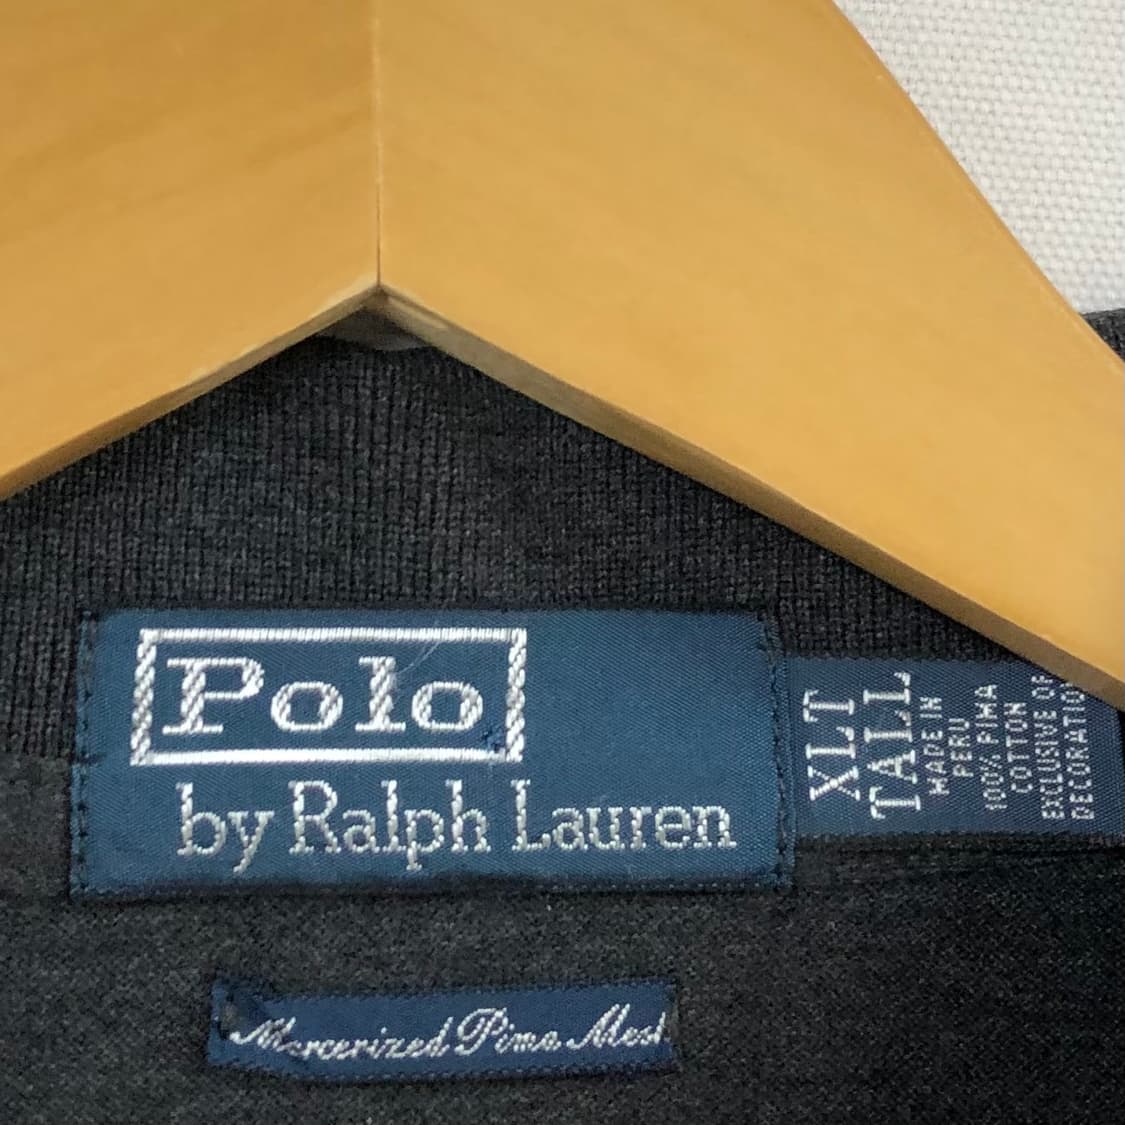 Polo
by Ralph Lauren
XLT
TALL
MADE IN
PERU
100% PIMA
COTTON
EXCLUSIVE OF
DECORATION
Mercerized Pima Mesh